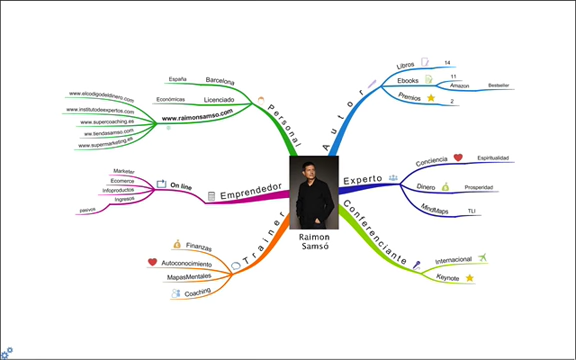 Raimon
Samsó
Autor
Libros
14
Ebooks
11
Amazon
Bestseller
Premios
2
Experto
Conciencia
Espiritualidad
Dinero
Prosperidad
MindMaps
TLI
Conferenciante
Internacional
Keynote
Personal
España
Barcelona
Económicas
Licenciado
www.raimonsamso.com
www.elcodigodeldinero.com
www.institutodeexpertos.com
www.supercoaching.es
ww.tiendasamso.com
www.supermarketing.es
Emprendedor
On line
Marketer
Ecomerce
Infoproductos
Ingresos
pasivos
Trainer
Finanzas
Autoconocimiento
MapasMentales
Coaching